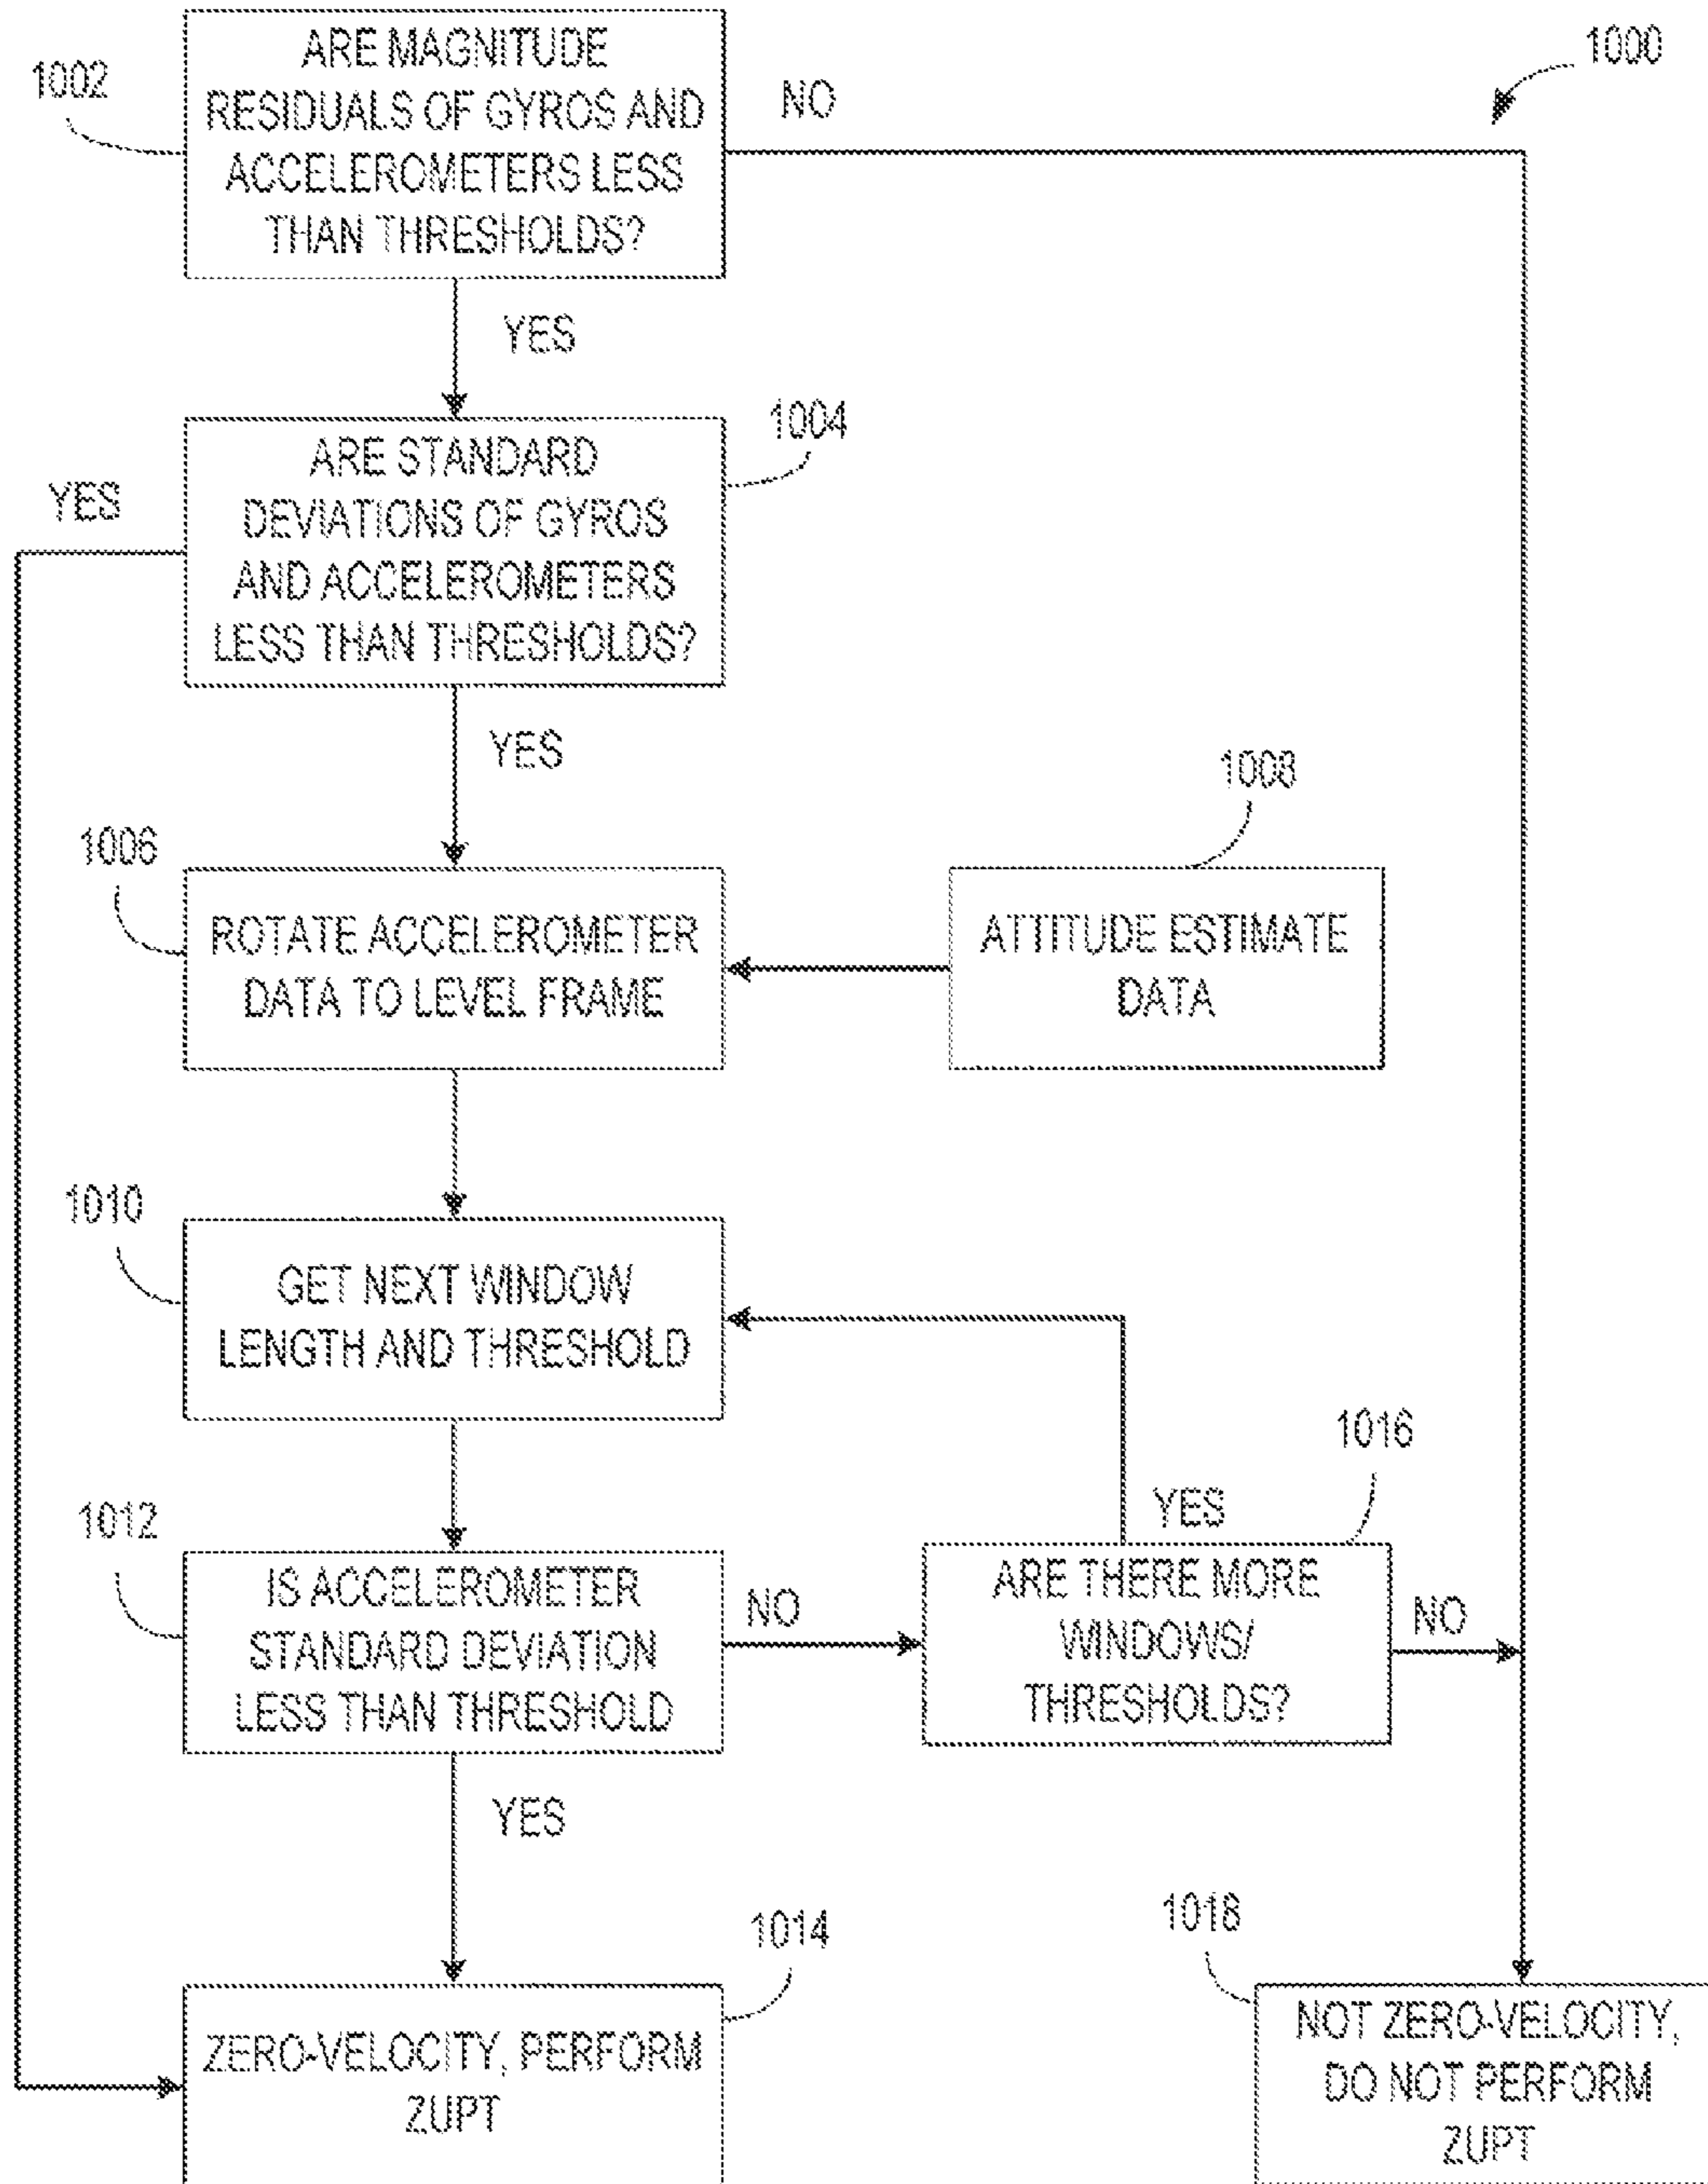 1000
1002
ARE MAGNITUDE
RESIDUALS OF GYROS AND
ACCELEROMETERS LESS
THAN THRESHOLDS?
NO
YES
1004
ARE STANDARD
DEVIATIONS OF GYROS
AND ACCELEROMETERS
LESS THAN THRESHOLDS?
YES
YES
1006
ROTATE ACCELEROMETER
DATA TO LEVEL FRAME
1008
ATTITUDE ESTIMATE
DATA
1010
GET NEXT WINDOW
LENGTH AND THRESHOLD
1012
IS ACCELEROMETER
STANDARD DEVIATION
LESS THAN THRESHOLD
NO
1016
YES
ARE THERE MORE
WINDOWS/
THRESHOLDS?
NO
YES
1014
ZERO-VELOCITY, PERFORM
ZUPT
1018
NOT ZERO-VELOCITY,
DO NOT PERFORM
ZUPT